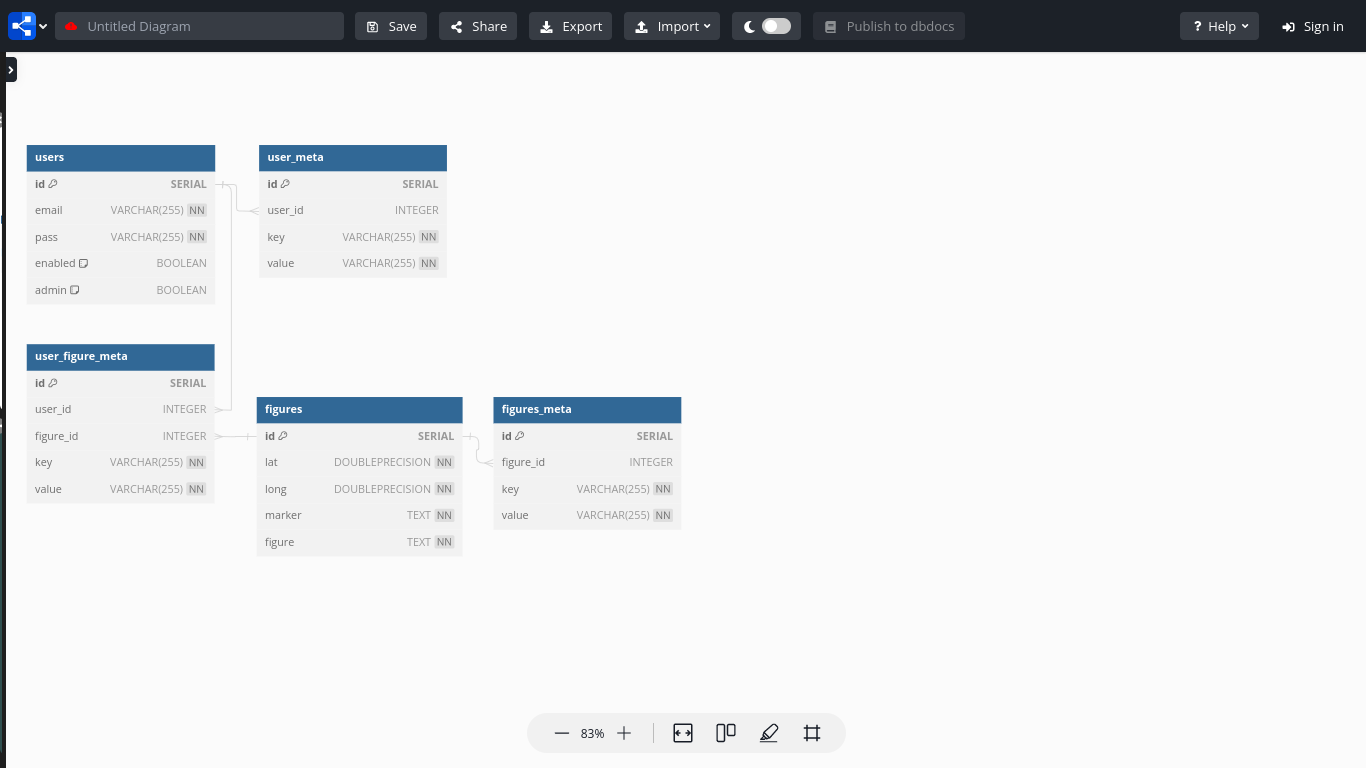 Untitled Diagram
Save
Share
Export
Import
Publish to dbdocs
? Help
Sign in
users
id SERIAL
email VARCHAR(255) NN
pass VARCHAR(255) NN
enabled BOOLEAN
admin BOOLEAN
user_meta
id SERIAL
user_id INTEGER
key VARCHAR(255) NN
value VARCHAR(255) NN
user_figure_meta
id SERIAL
user_id INTEGER
figure_id INTEGER
key VARCHAR(255) NN
value VARCHAR(255) NN
figures
id SERIAL
lat DOUBLEPRECISION NN
long DOUBLEPRECISION NN
marker TEXT NN
figure TEXT NN
figures_meta
id SERIAL
figure_id INTEGER
key VARCHAR(255) NN
value VARCHAR(255) NN
83%